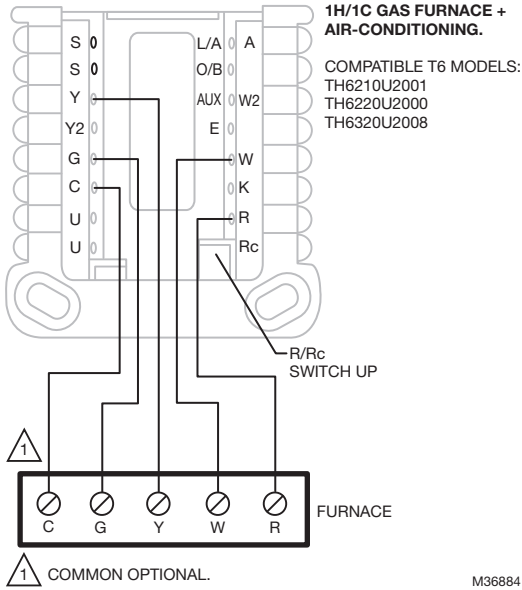 1H/1C GAS FURNACE +
AIR-CONDITIONING.
COMPATIBLE T6 MODELS:
TH6210U2001
TH6220U2000
TH6320U2008
S L/A A
S O/B
Y AUX W2
Y2 E
G W
C K
U R
U Rc
R/Rc
SWITCH UP
1
C G Y W R
FURNACE
1 COMMON OPTIONAL.
M36884